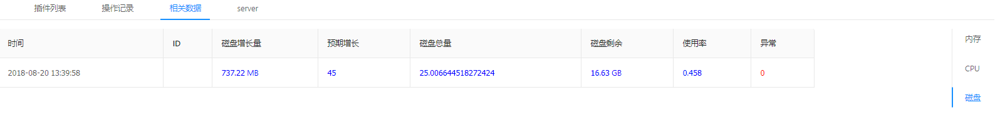 插件列表 操作记录 相关数据 server
时间 ID 磁盘增长量 预期增长 磁盘总量 磁盘剩余 使用率 异常
2018-08-20 13:39:58 737.22 MB 45 25.006644518272424 16.63 GB 0.458 0
内存
CPU
磁盘